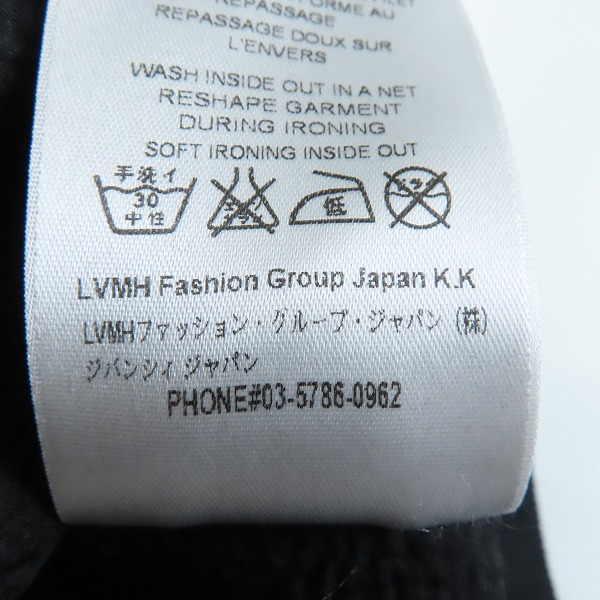 REPASSAGE
REPASSAGE DOUX SUR
L'ENVERS
WASH INSIDE OUT IN A NET
RESHAPE GARMENT
DURING IRONING
SOFT IRONING INSIDE OUT
手洗イ
30
中性
低
LVMH Fashion Group Japan K.K
LVMHファッション・グループ・ジャパン (株)
ジバンシィ ジャパン
PHONE#03-5786-0962